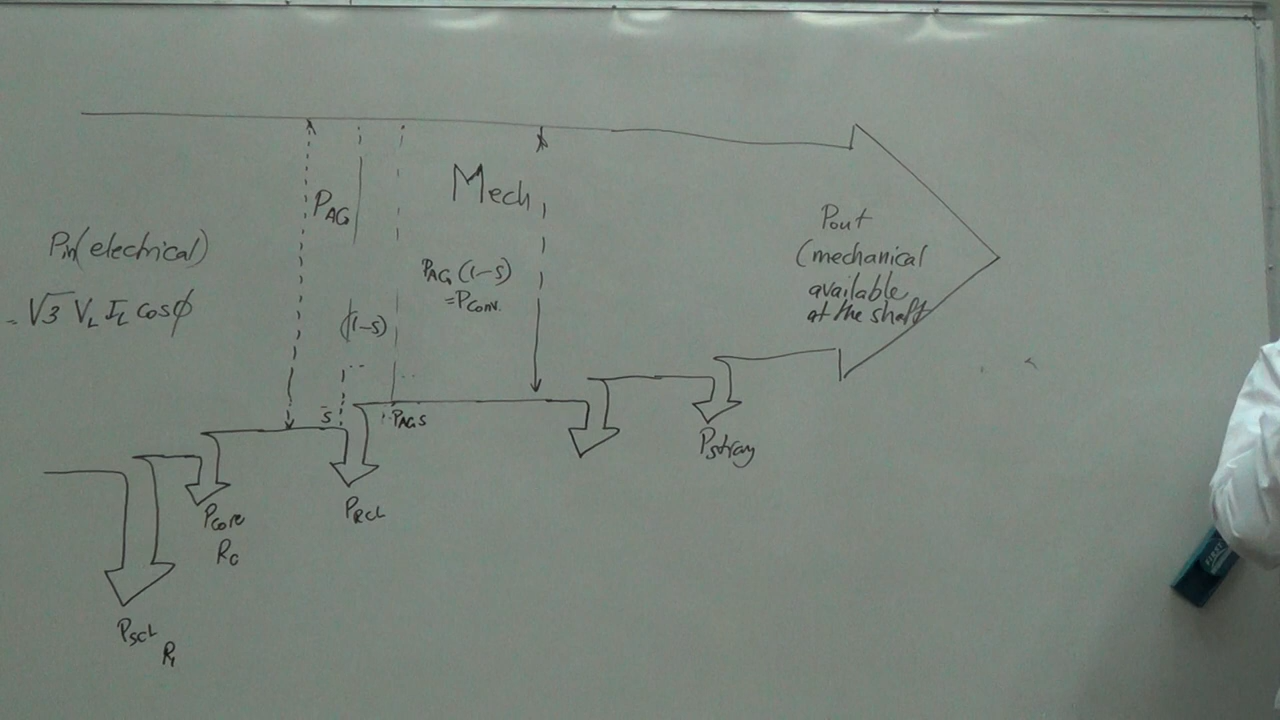 PAG
Mech
Pin(electrical)
= √3 VL IL cosϕ
(1-s)
PAG (1-s)
=Pconv.
Pout
(mechanical
available
at the shaft
s
PAG s
Pstray
PRCL
Pcore
Rc
PSCL
R1